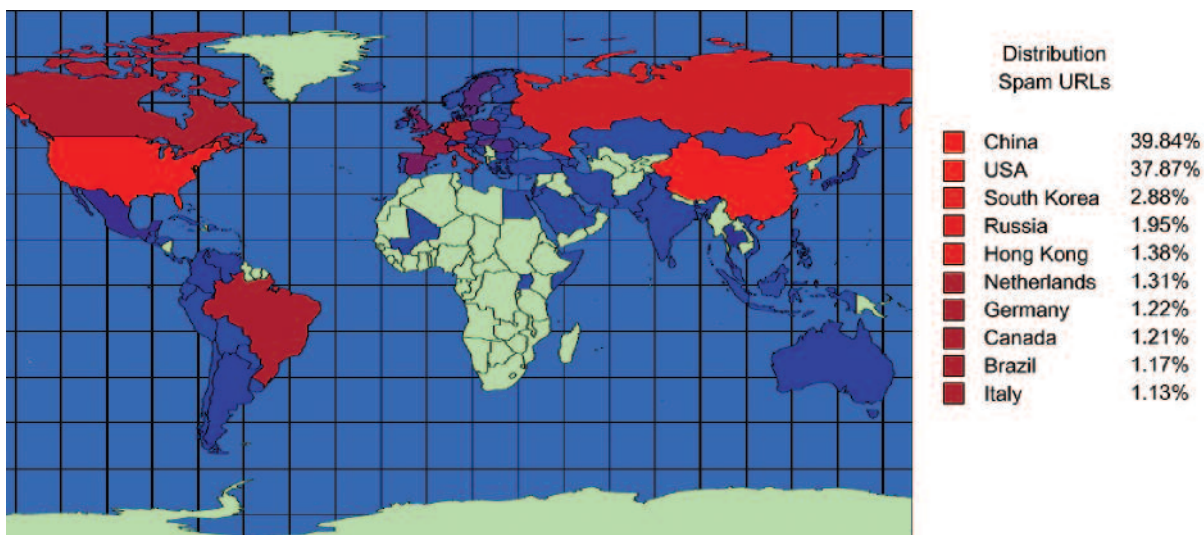 Distribution
Spam URLs
China 39.84%
USA 37.87%
South Korea 2.88%
Russia 1.95%
Hong Kong 1.38%
Netherlands 1.31%
Germany 1.22%
Canada 1.21%
Brazil 1.17%
Italy 1.13%